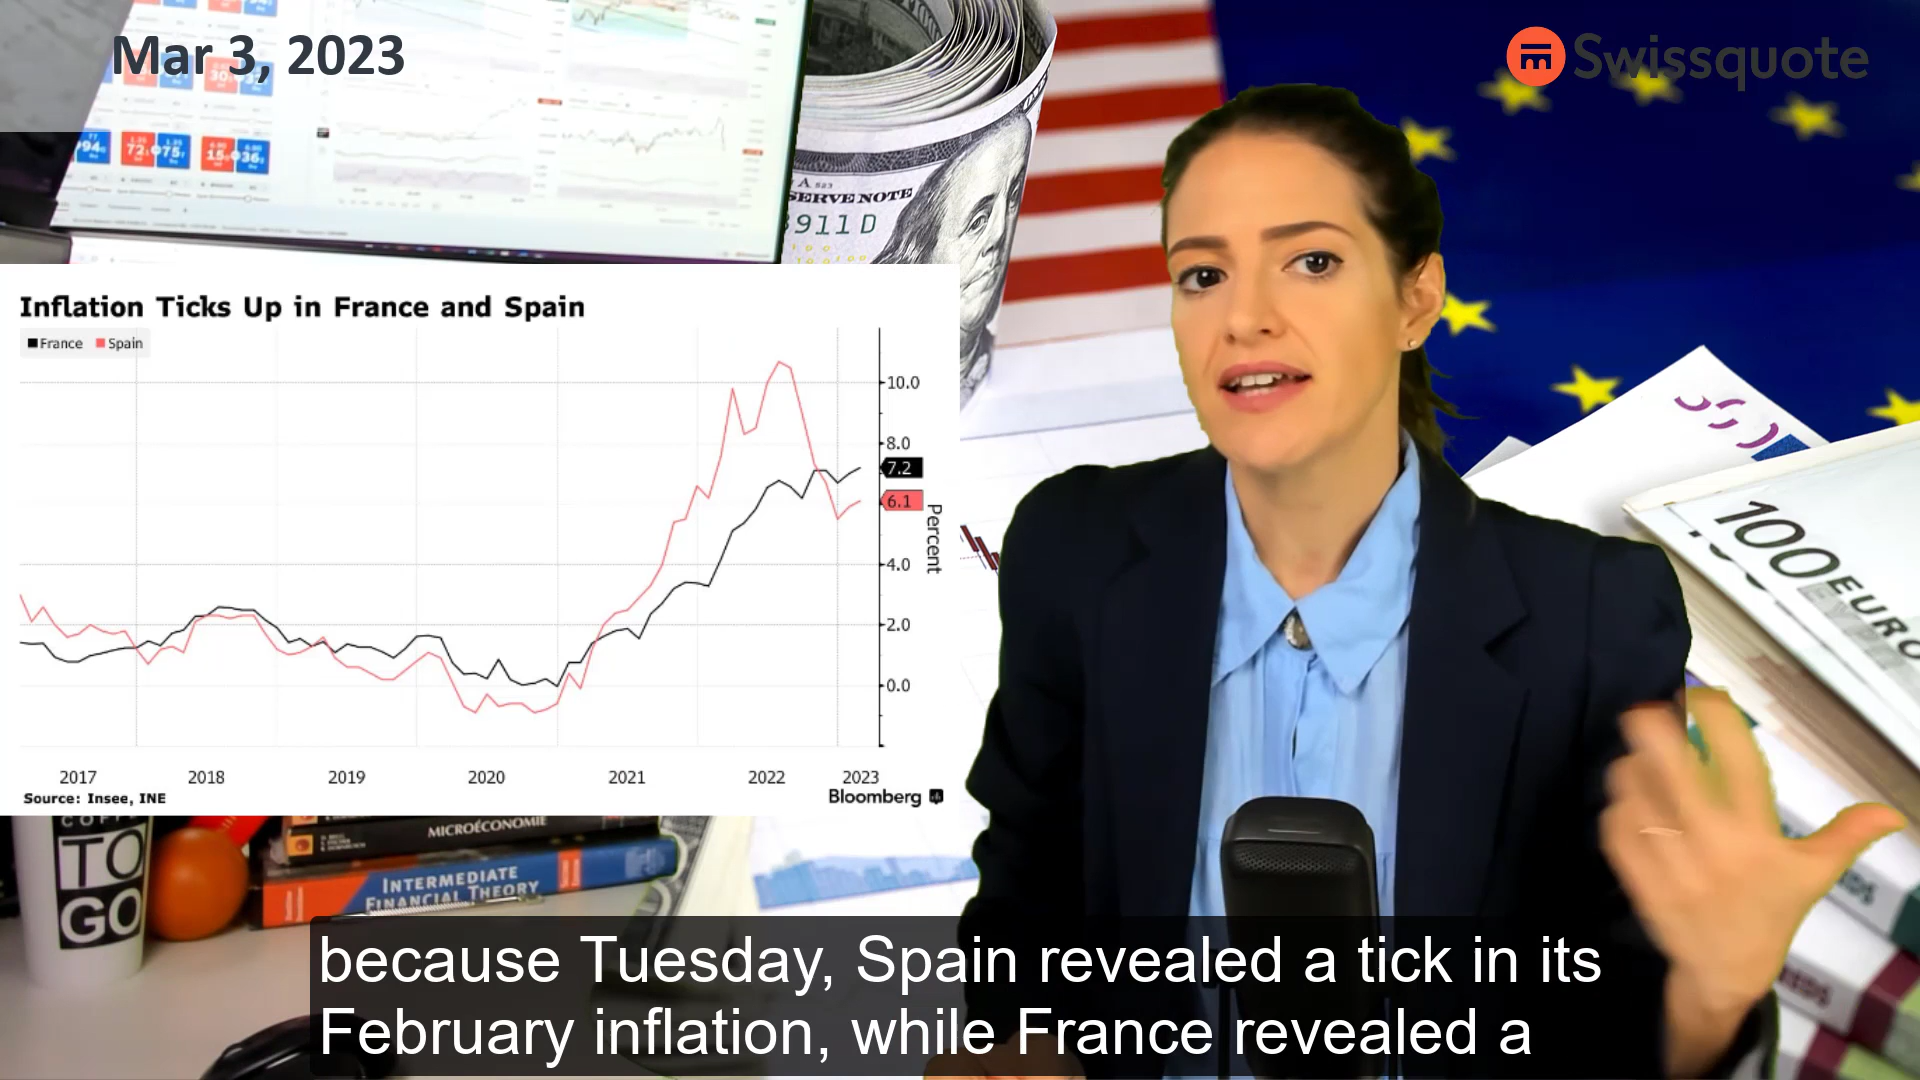 Mar 3, 2023
Swissquote
SERVE NOTE
3911D
Inflation Ticks Up in France and Spain
France Spain
10.0
8.0
7.2
6.1
4.0
2.0
0.0
Percent
2017 2018 2019 2020 2021 2022 2023
Source: Insee, INE
Bloomberg
100 EURO
TO
GO
MICROÉCONOMIE
INTERMEDIATE
FINANCIAL THEORY
because Tuesday, Spain revealed a tick in its
February inflation, while France revealed a